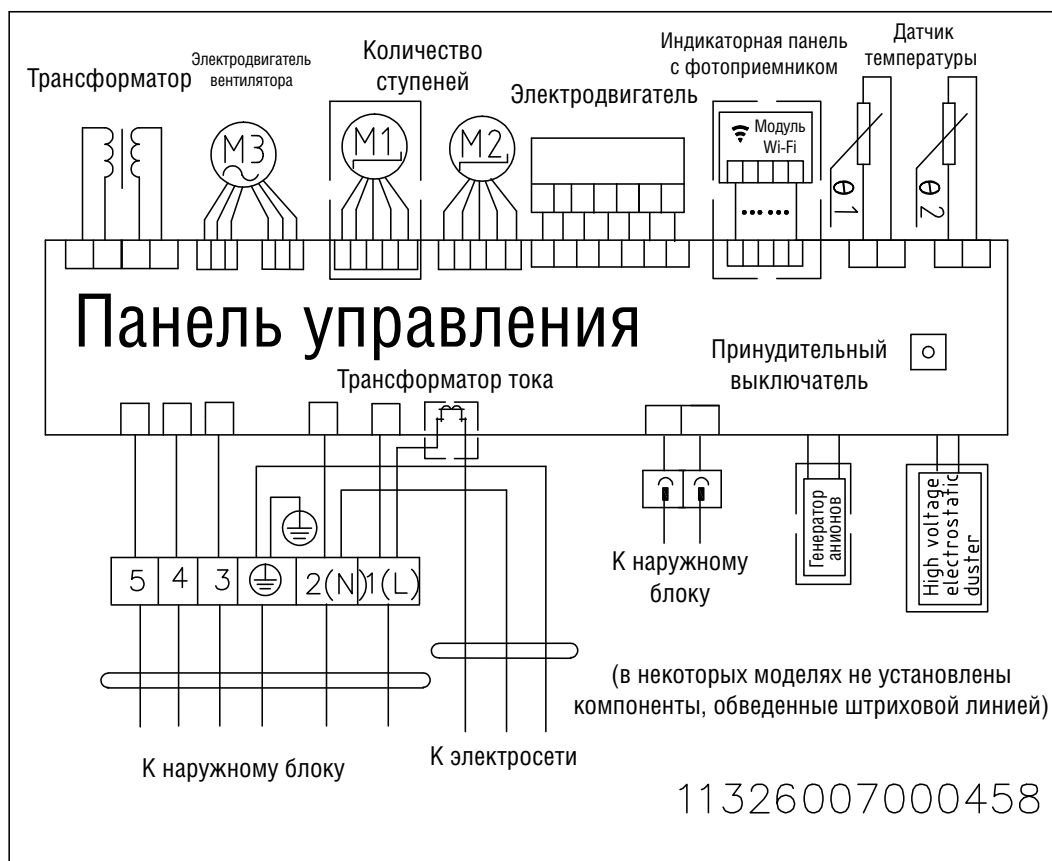 Трансформатор
Электродвигатель
вентилятора
Количество
ступеней
Электродвигатель
Индикаторная панель
с фотоприемником
Датчик
температуры
M3
M1
M2
Модуль
Wi-Fi
θ1
θ2
Панель управления
Трансформатор тока
Принудительный
выключатель
5
4
3
2(N)
1(L)
К наружному
блоку
Генератор
анионов
High voltage
electrostatic
duster
(в некоторых моделях не установлены
компоненты, обведенные штриховой линией)
К наружному блоку
К электросети
11326007000458